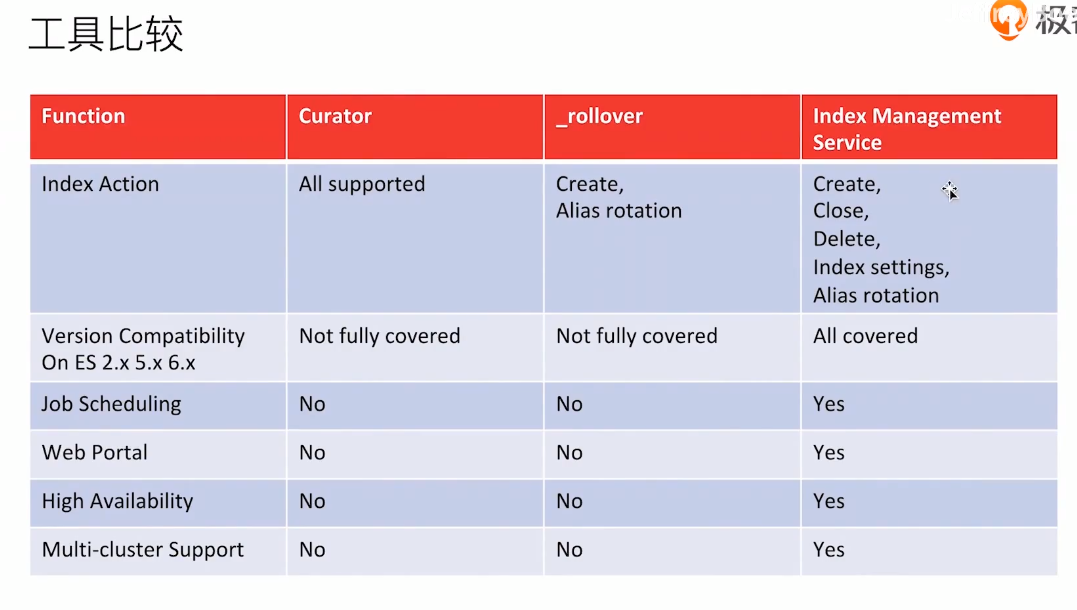 工具比较
极
Function Curator _rollover Index Management
Service
Index Action All supported Create, Create,
Alias rotation Close,
Delete,
Index settings,
Alias rotation
Version Compatibility Not fully covered Not fully covered All covered
On ES 2.x 5.x 6.x
Job Scheduling No No Yes
Web Portal No No Yes
High Availability No No Yes
Multi-cluster Support No No Yes